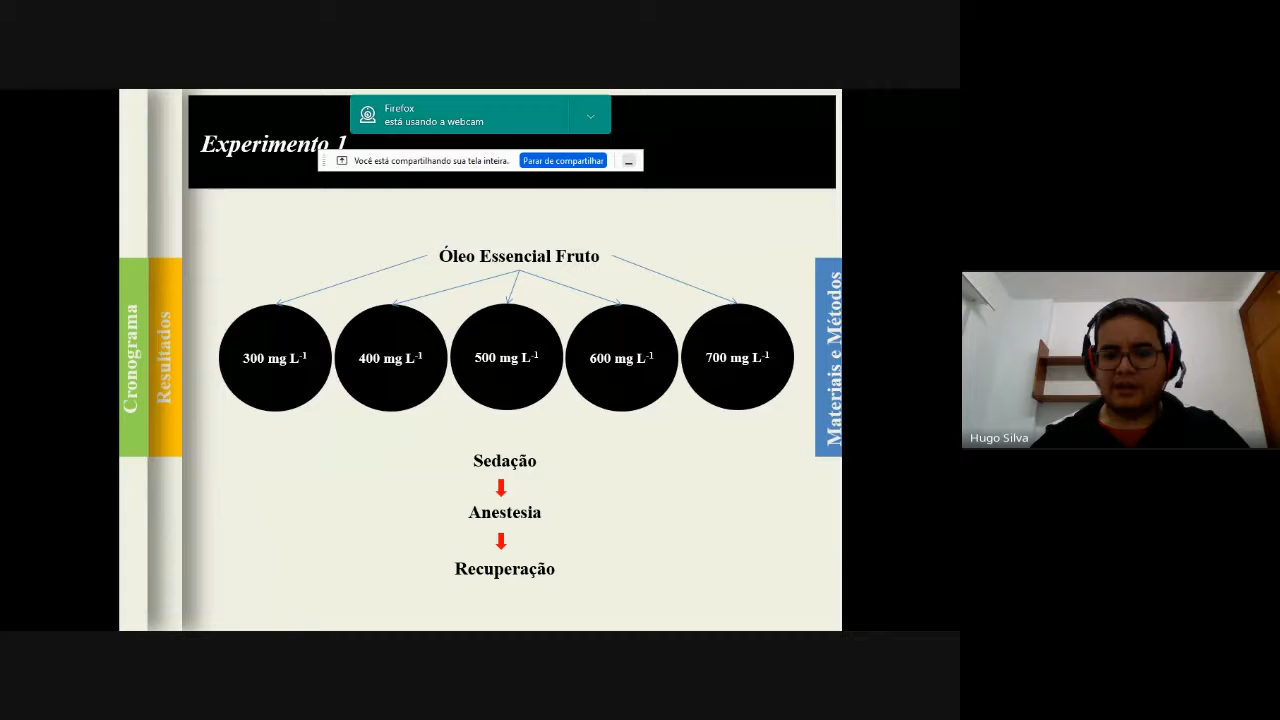 Firefox
está usando a webcam
Experimento 1
Você está compartilhando sua tela inteira. Parar de compartilhar
Óleo Essencial Fruto
300 mg L-1 400 mg L-1 500 mg L-1 600 mg L-1 700 mg L-1
Sedação
Anestesia
Recuperação
Cronograma
Resultados
Materiais e Métodos
Hugo Silva